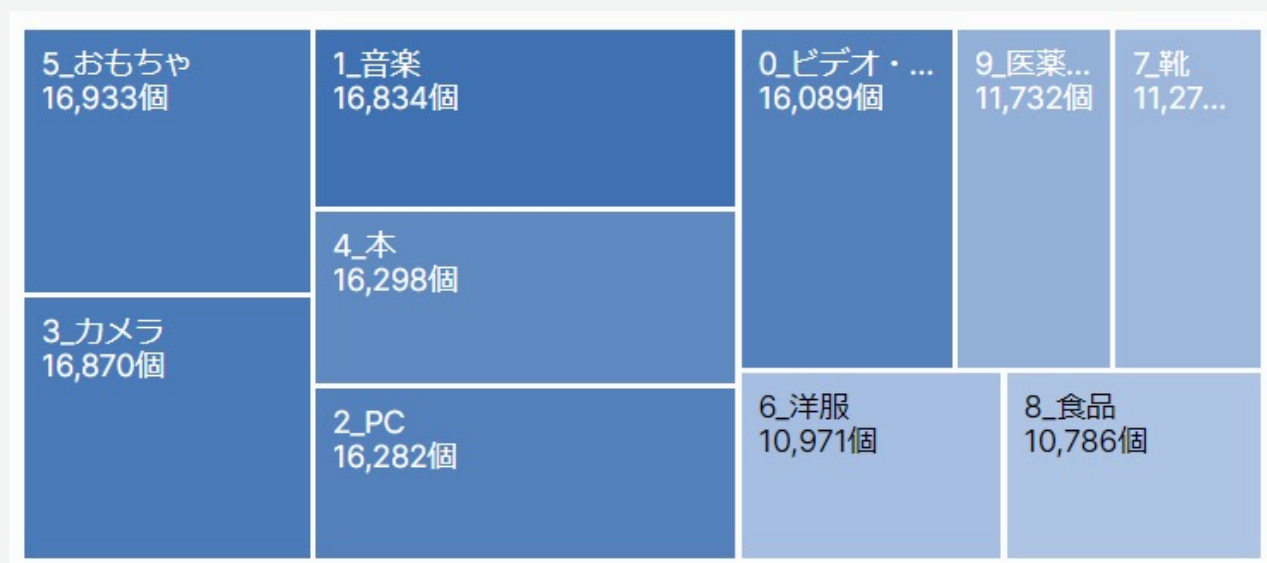 5_おもちゃ
16,933個
3_カメラ
16,870個
1_音楽
16,834個
4_本
16,298個
2_PC
16,282個
0_ビデオ・...
16,089個
9_医薬...
11,732個
7_靴
11,27...
6_洋服
10,971個
8_食品
10,786個